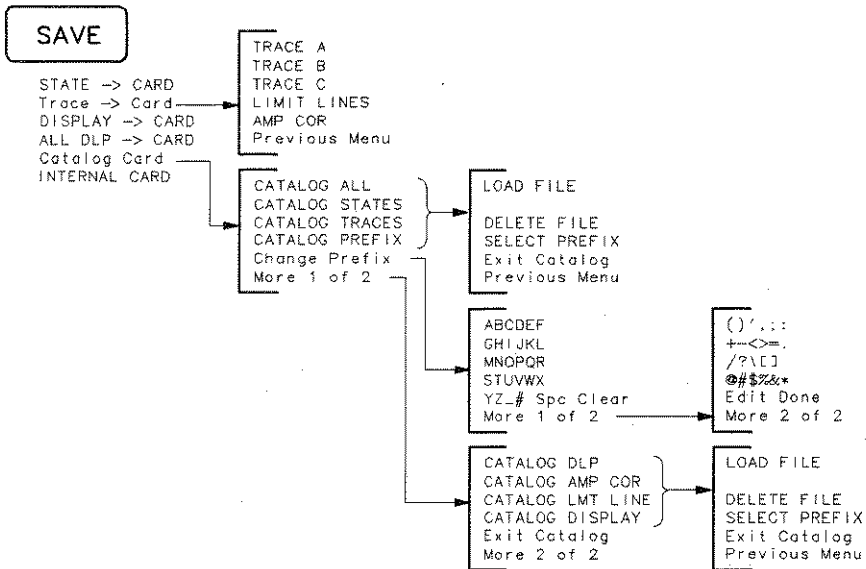 SAVE
STATE -> CARD
Trace -> Card
DISPLAY -> CARD
ALL DLP -> CARD
Catalog Card
INTERNAL CARD
TRACE A
TRACE B
TRACE C
LIMIT LINES
AMP COR
Previous Menu
CATALOG ALL
CATALOG STATES
CATALOG TRACES
CATALOG PREFIX
Change Prefix
More 1 of 2
LOAD FILE
DELETE FILE
SELECT PREFIX
Exit Catalog
Previous Menu
ABCDEF
GHIJKL
MNOPQR
STUVWX
YZ_# Spc Clear
More 1 of 2
()',;:
+-<>=.
/?\[]
@#$%&*
Edit Done
More 2 of 2
CATALOG DLP
CATALOG AMP COR
CATALOG LMT LINE
CATALOG DISPLAY
Exit Catalog
More 2 of 2
LOAD FILE
DELETE FILE
SELECT PREFIX
Exit Catalog
Previous Menu